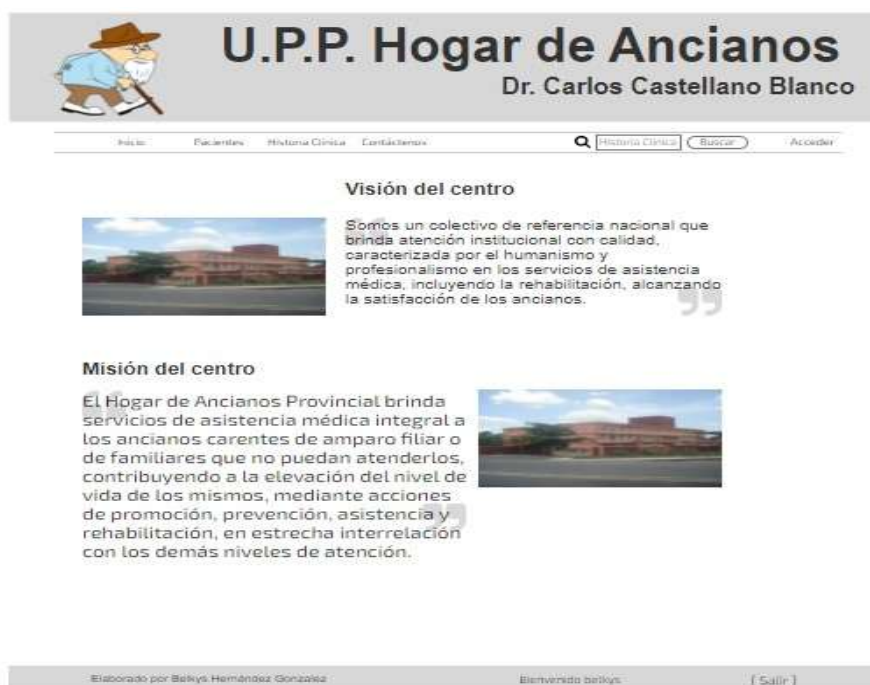 U.P.P. Hogar de Ancianos
Dr. Carlos Castellano Blanco
Inicio Pacientes Historia Clínica Contáctenos Historia Clínica Buscar Acceder
Visión del centro
Somos un colectivo de referencia nacional que
brinda atención institucional con calidad,
caracterizada por el humanismo y
profesionalismo en los servicios de asistencia
médica, incluyendo la rehabilitación, alcanzando
la satisfacción de los ancianos.
Misión del centro
El Hogar de Ancianos Provincial brinda
servicios de asistencia médica integral a
los ancianos carentes de amparo filiar o
de familiares que no puedan atenderlos,
contribuyendo a la elevación del nivel de
vida de los mismos, mediante acciones
de promoción, prevención, asistencia y
rehabilitación, en estrecha interrelación
con los demás niveles de atención.
Elaborado por Belkys Hernández González Bienvenido belkys [ Salir ]